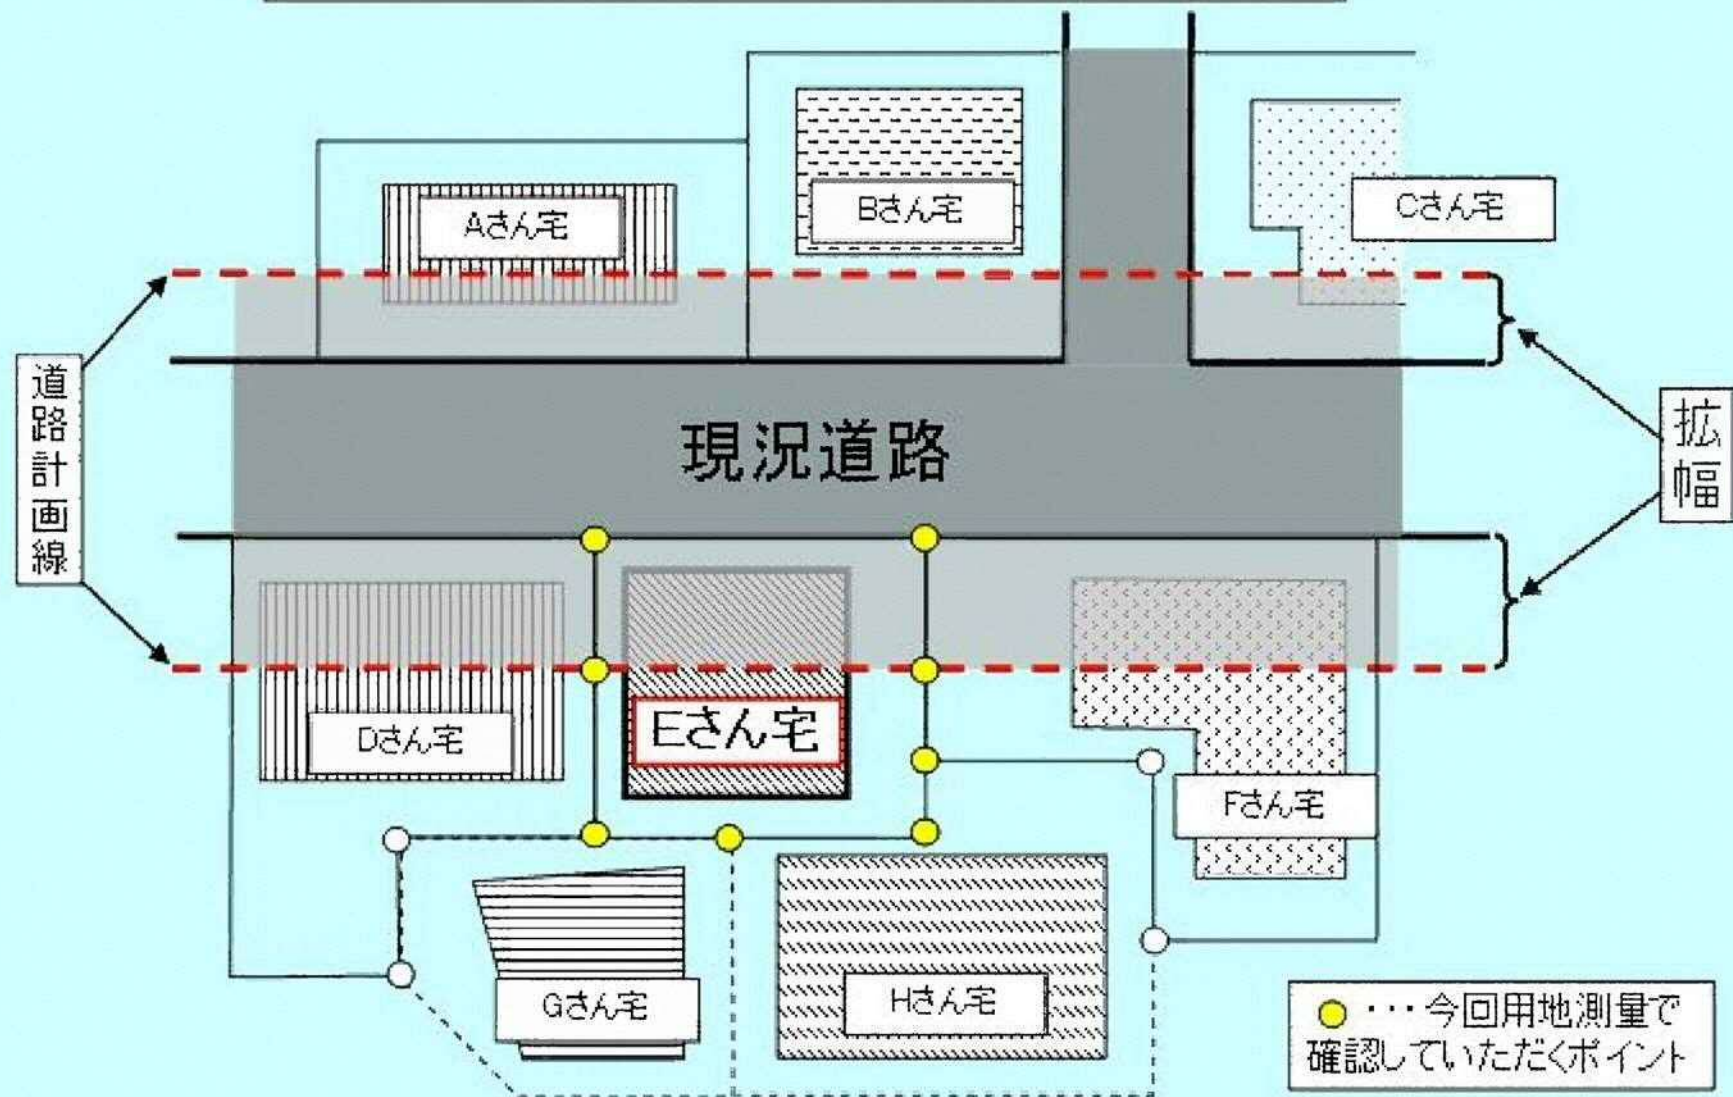 Aさん宅
Bさん宅
Cさん宅
道路計画線
現況道路
拡幅
Dさん宅
Eさん宅
Fさん宅
Gさん宅
Hさん宅
●･･･今回用地測量で
確認していただくポイント